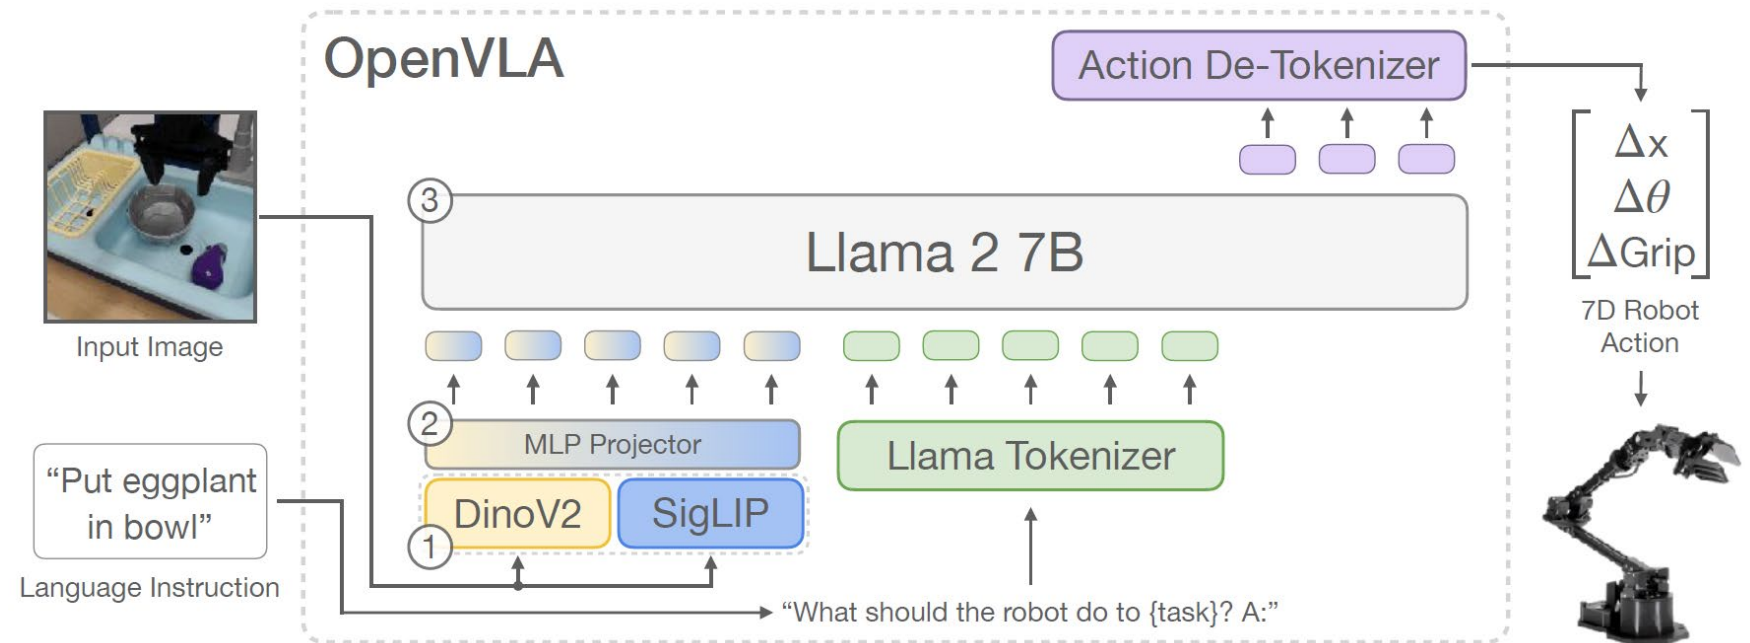 OpenVLA
Action De-Tokenizer
Δx
Δθ
ΔGrip
7D Robot
Action
3
Llama 2 7B
Input Image
2
MLP Projector
Llama Tokenizer
DinoV2
SigLIP
1
“Put eggplant
in bowl”
Language Instruction
“What should the robot do to {task}? A:”